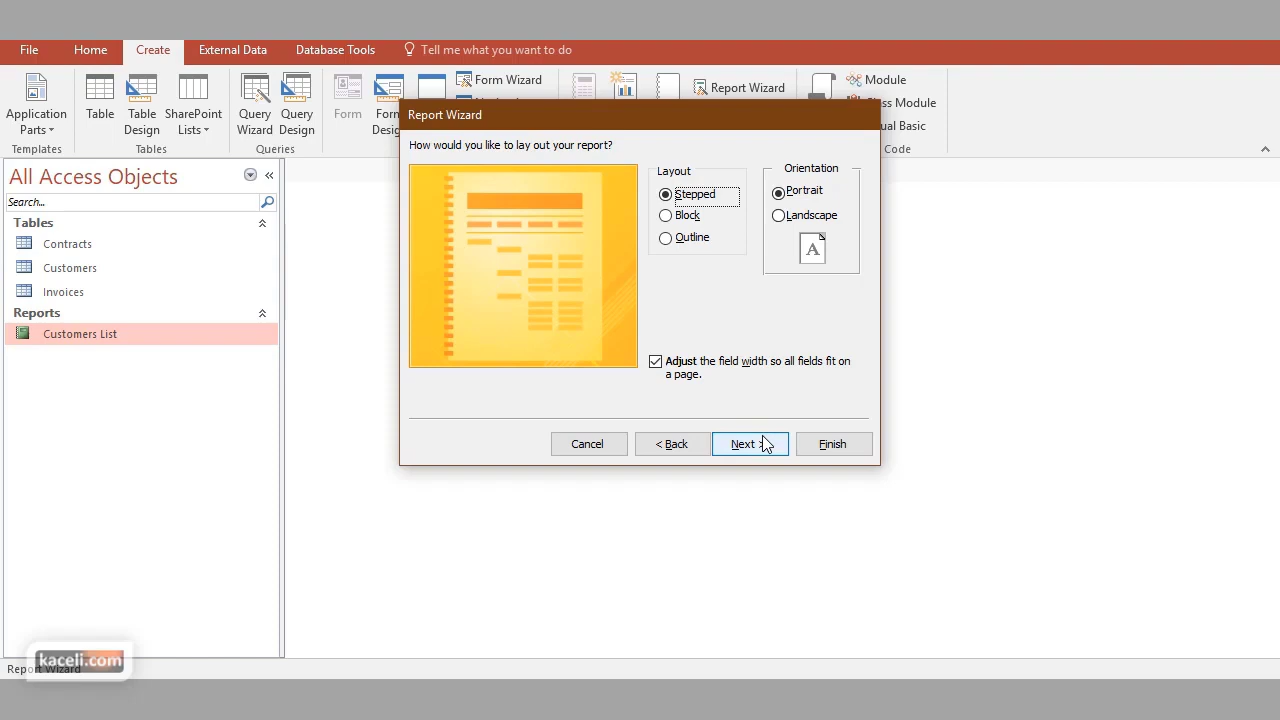 File Home Create External Data Database Tools Tell me what you want to do
Application Parts
Table
Table Design
SharePoint Lists
Query Wizard
Query Design
Form
Form
Form Wizard
Report Wizard
Module
Class Module
Templates Tables Queries Code
All Access Objects
Search...
Tables
Contracts
Customers
Invoices
Reports
Customers List
Report Wizard
How would you like to lay out your report?
Layout
Stepped
Block
Outline
Orientation
Portrait
Landscape
A
Adjust the field width so all fields fit on
a page.
Cancel < Back Next > Finish
kaceli.com
Report Wizard